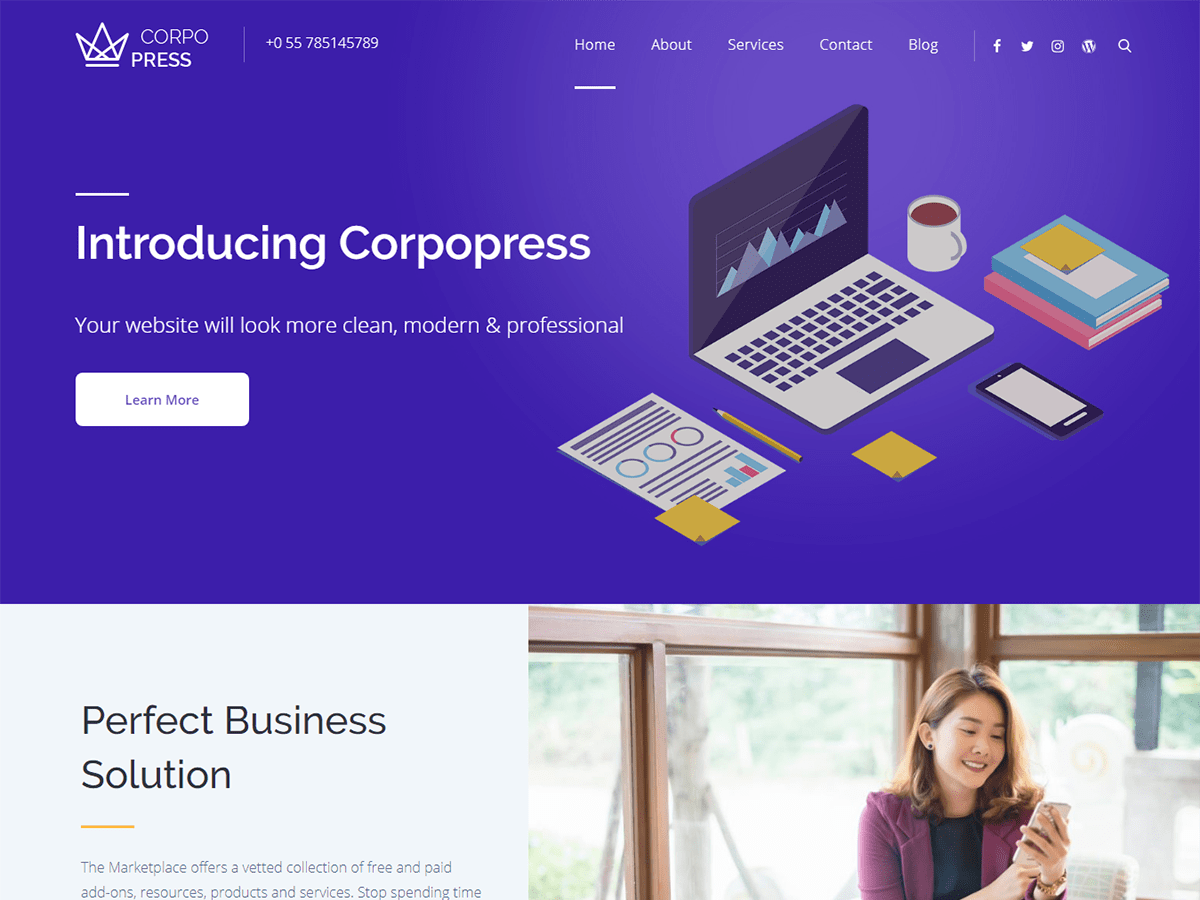 CORPO
PRESS
+0 55 785145789
Home About Services Contact Blog
Introducing Corpopress
Your website will look more clean, modern & professional
Learn More
Perfect Business
Solution
The Marketplace offers a vetted collection of free and paid
add-ons, resources, products and services. Stop spending time